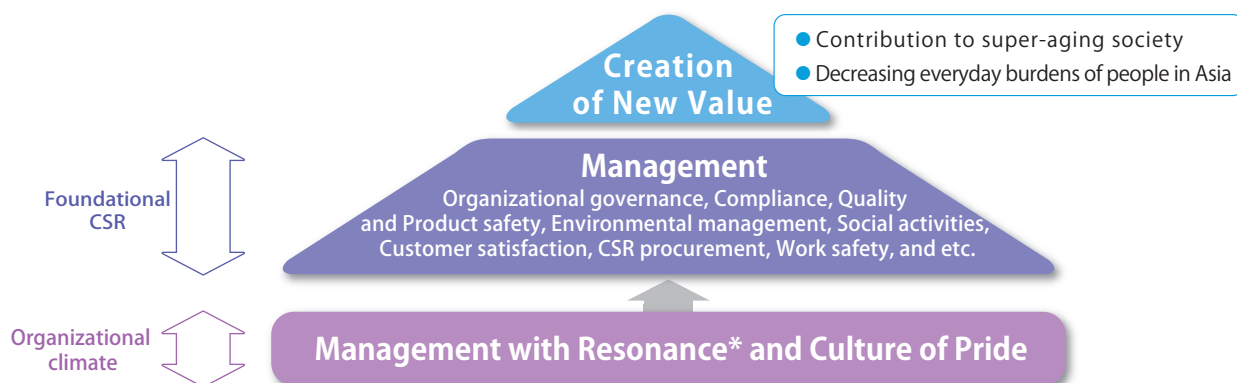 Creation
of New Value
● Contribution to super-aging society
● Decreasing everyday burdens of people in Asia
Foundational
CSR
Management
Organizational governance, Compliance, Quality
and Product safety, Environmental management, Social activities,
Customer satisfaction, CSR procurement, Work safety, and etc.
Organizational
climate
Management with Resonance* and Culture of Pride